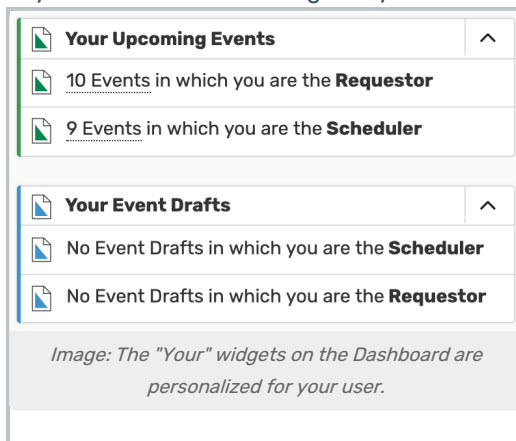 Your Upcoming Events
10 Events in which you are the Requestor
9 Events in which you are the Scheduler
Your Event Drafts
No Event Drafts in which you are the Scheduler
No Event Drafts in which you are the Requestor
Image: The "Your" widgets on the Dashboard are
personalized for your user.